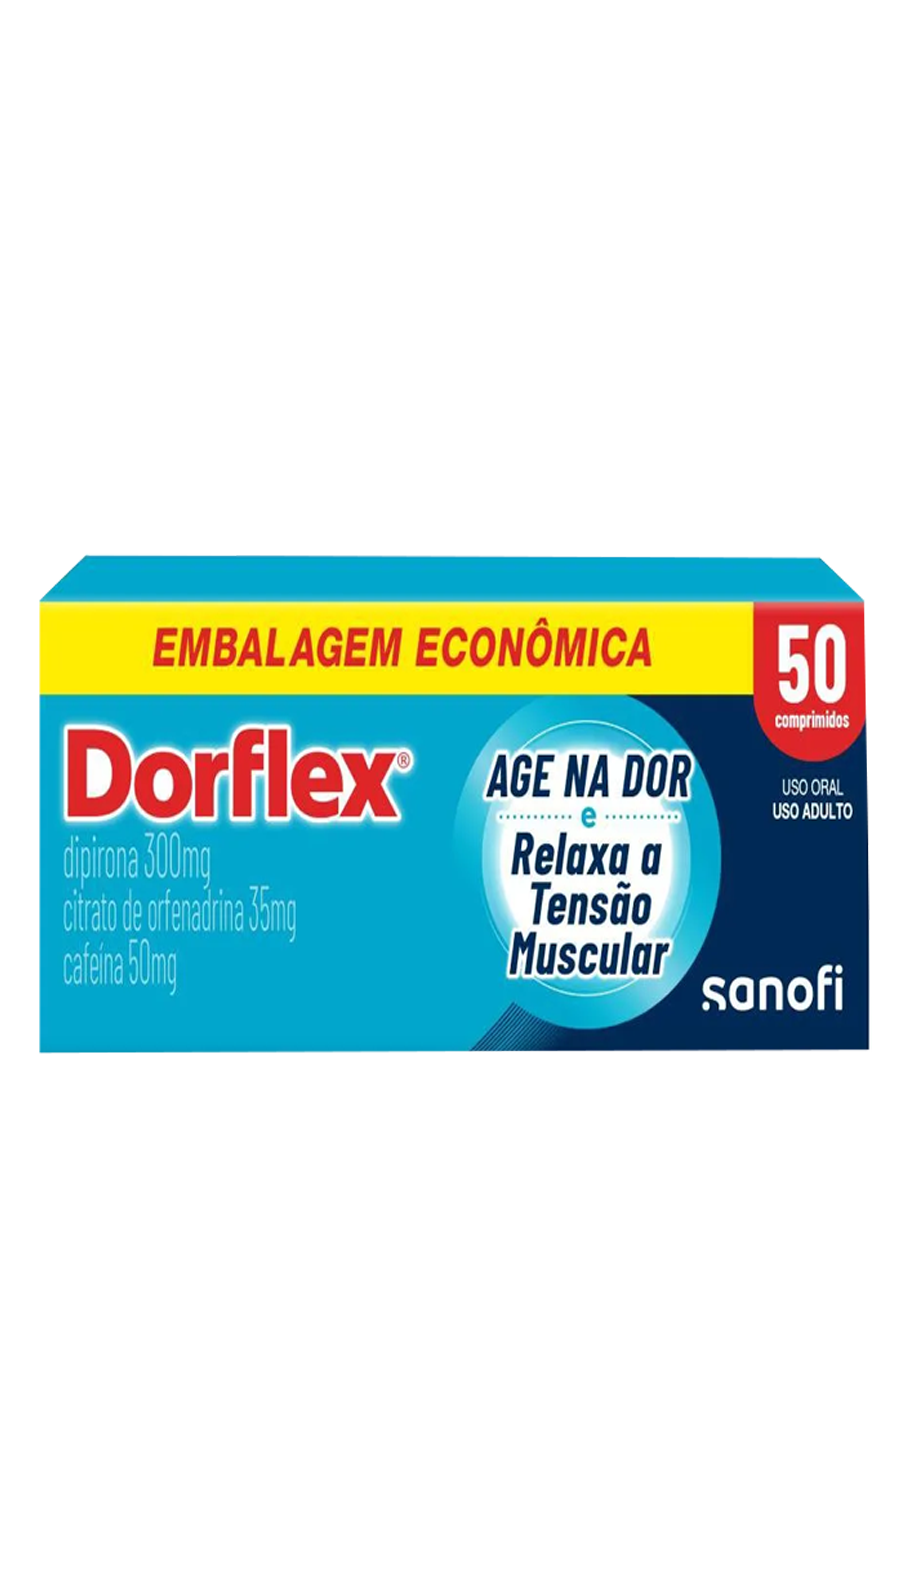 EMBALAGEM ECONÔMICA
50
comprimidos
Dorflex®
dipirona 300mg
citrato de orfenadrina 35mg
cafeína 50mg
AGE NA DOR
e
Relaxa a
Tensão
Muscular
USO ORAL
USO ADULTO
sanofi